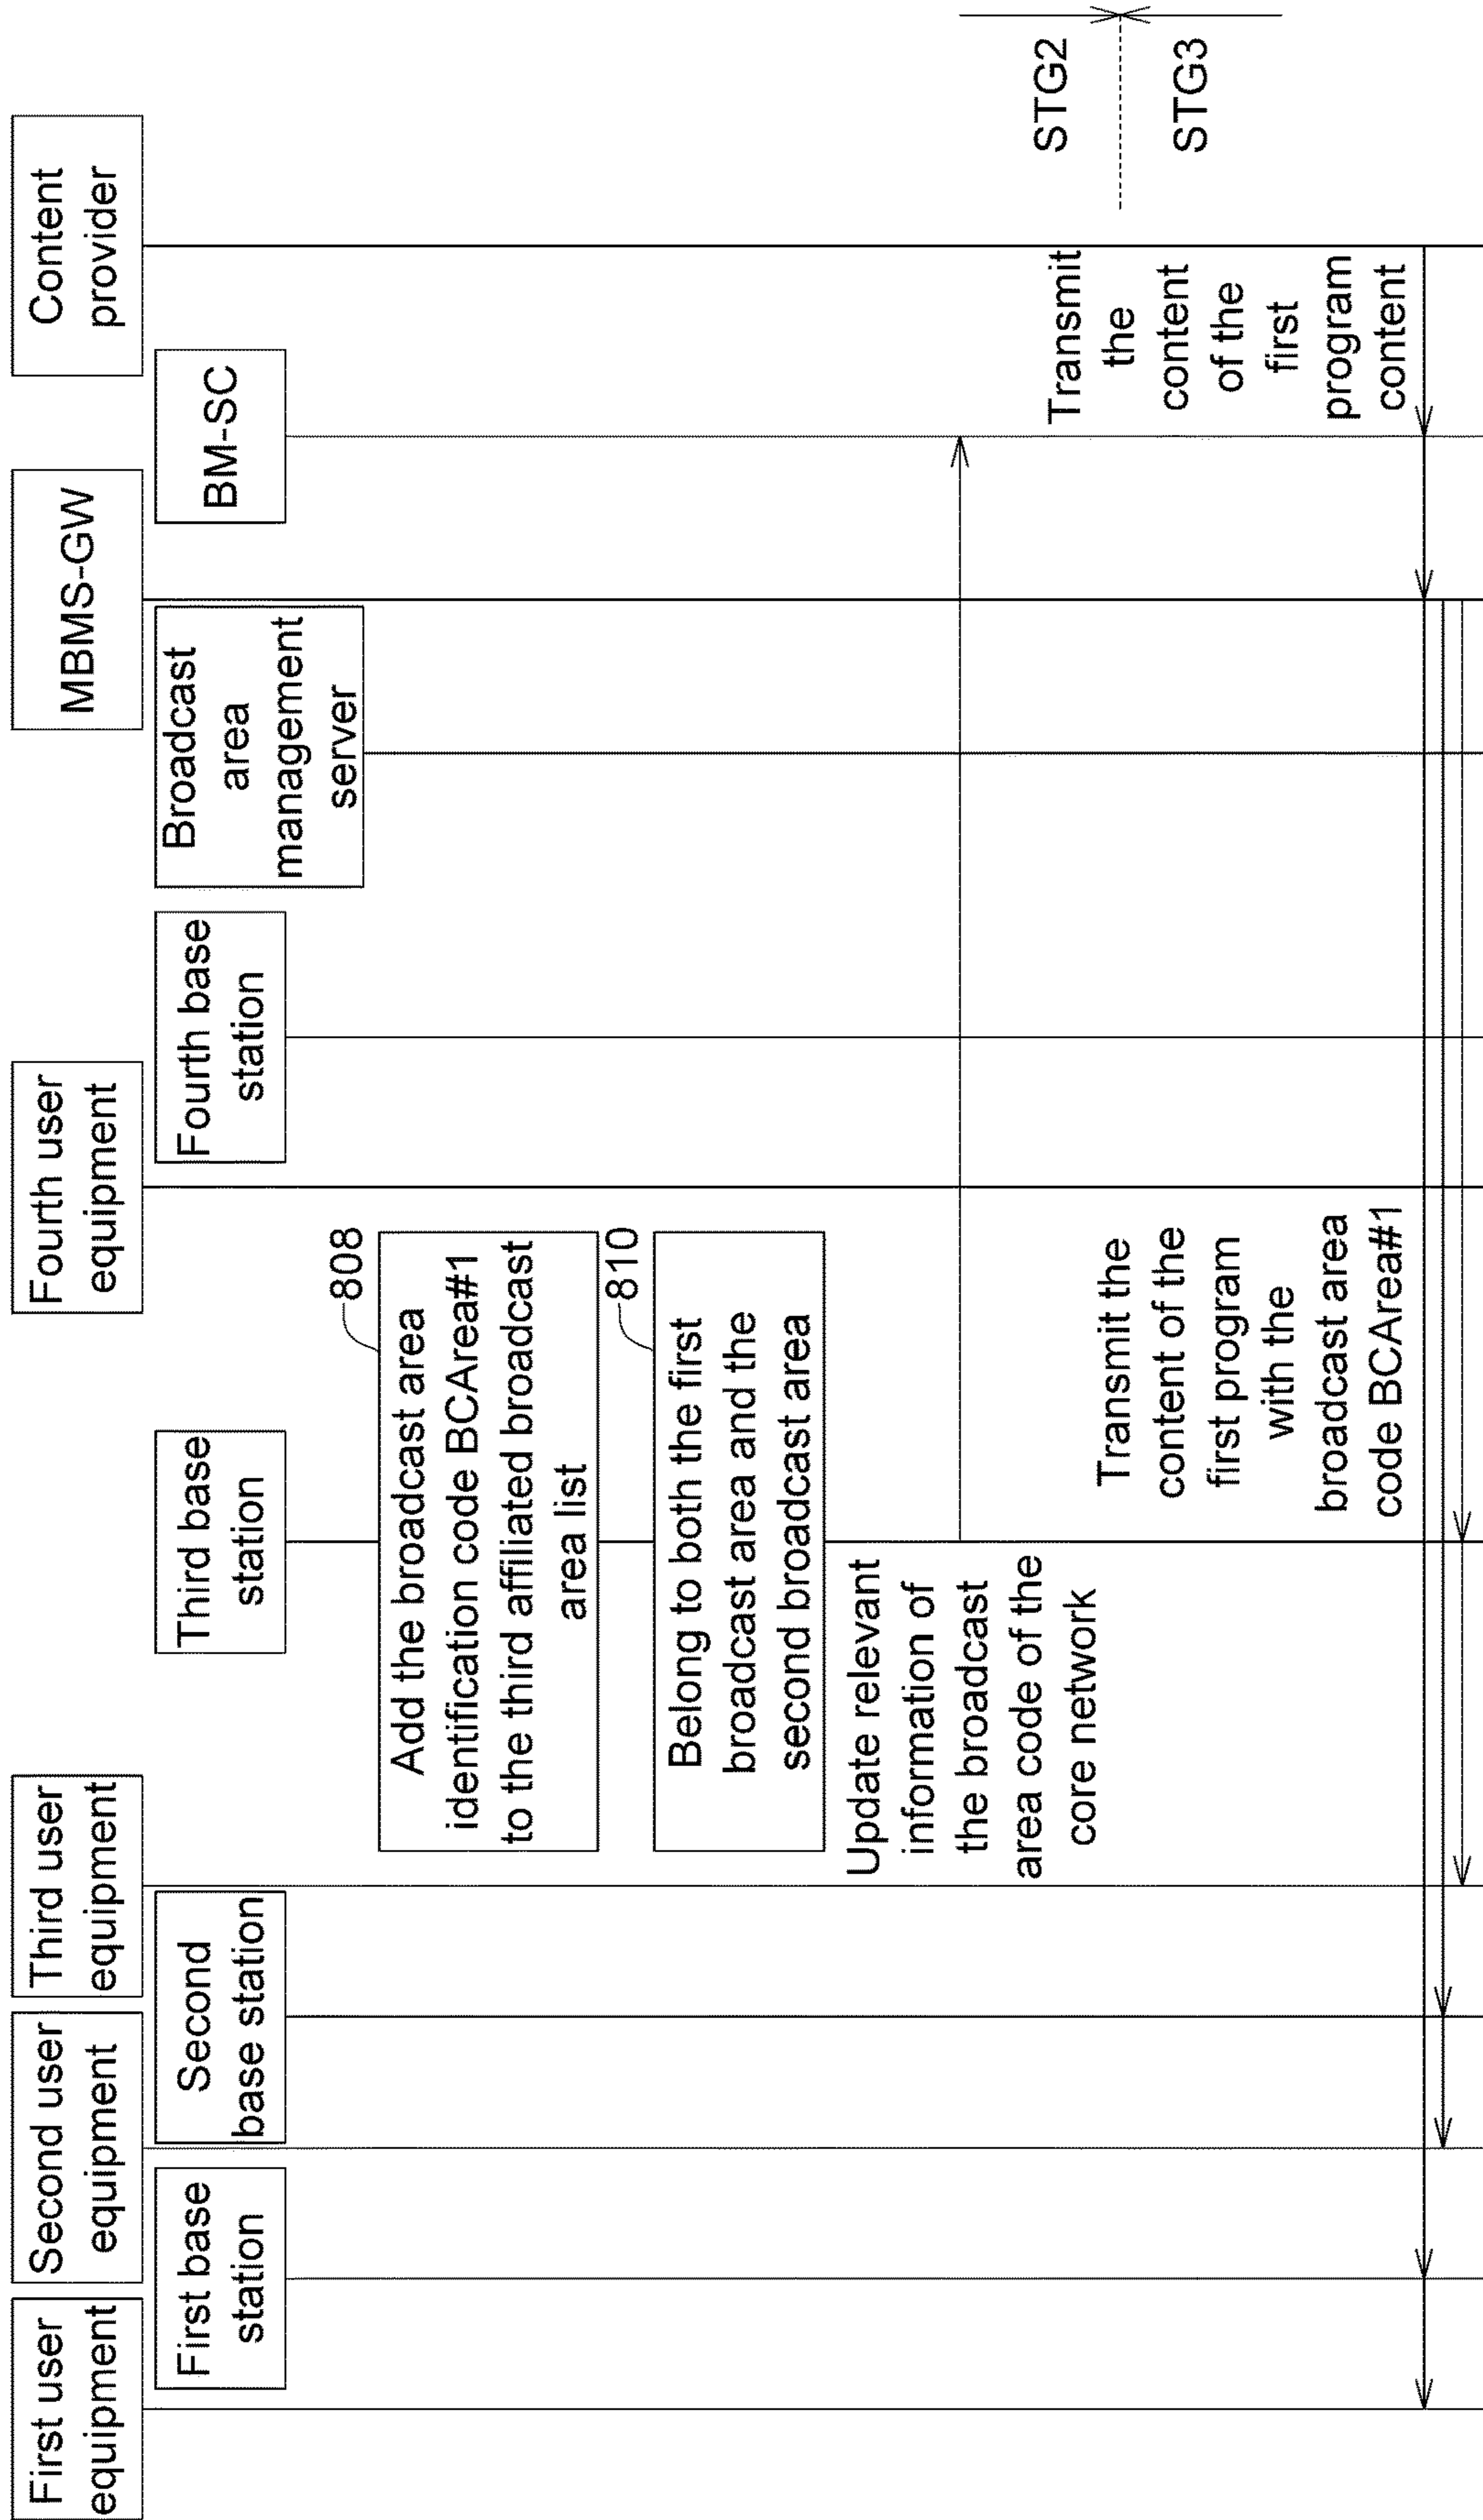 First user
equipment
Second user
equipment
Third user
equipment
Fourth user
equipment
MBMS-GW
Content
provider
First base
station
Second
base station
Third base
station
Fourth base
station
Broadcast
area
management
server
BM-SC
808
Add the broadcast area
identification code BCArea#1
to the third affiliated broadcast
area list
810
Belong to both the first
broadcast area and the
second broadcast area
Update relevant
information of
the broadcast
area code of the
core network
STG2
STG3
Transmit the
content of the
first program
with the
broadcast area
code BCArea#1
Transmit
the
content
of the
first
program
content